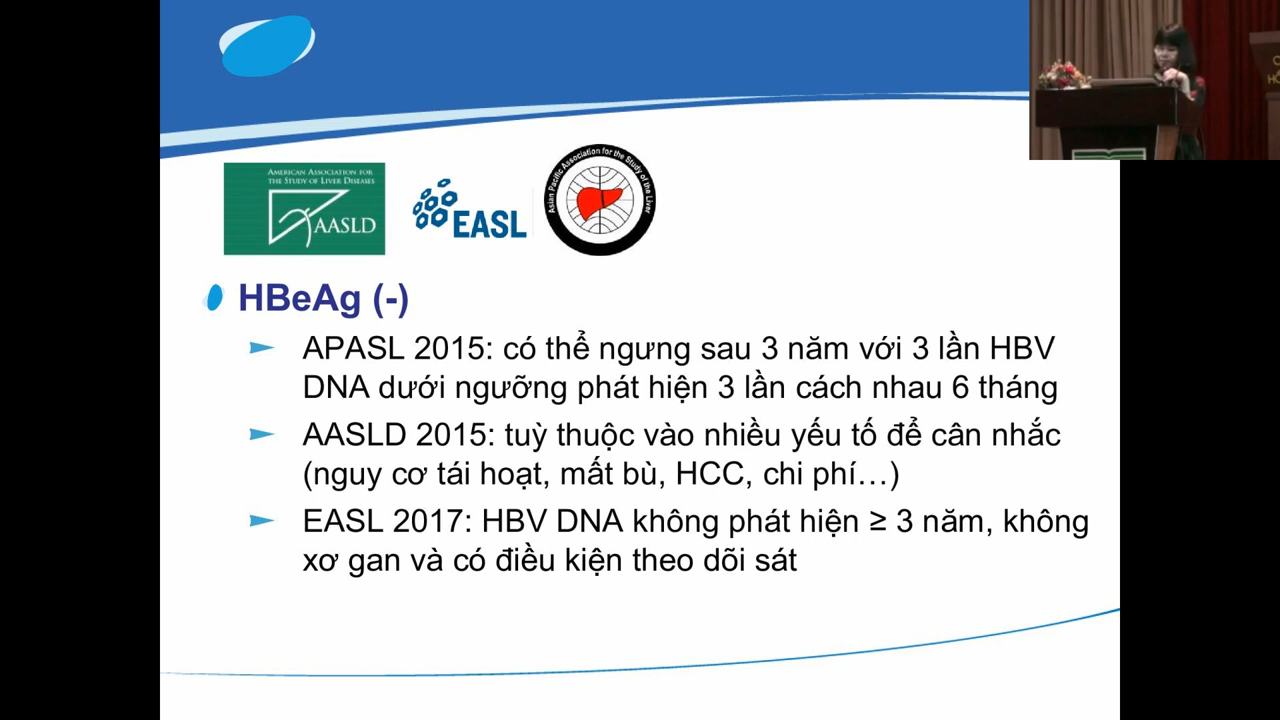 AMERICAN ASSOCIATION FOR
THE STUDY OF LIVER DISEASES
AASLD
EASL
Asian Pacific Association for the Study of the Liver
HBeAg (-)
APASL 2015: có thể ngưng sau 3 năm với 3 lần HBV
DNA dưới ngưỡng phát hiện 3 lần cách nhau 6 tháng
AASLD 2015: tuỳ thuộc vào nhiều yếu tố để cân nhắc
(nguy cơ tái hoạt, mất bù, HCC, chi phí…)
EASL 2017: HBV DNA không phát hiện ≥ 3 năm, không
xơ gan và có điều kiện theo dõi sát